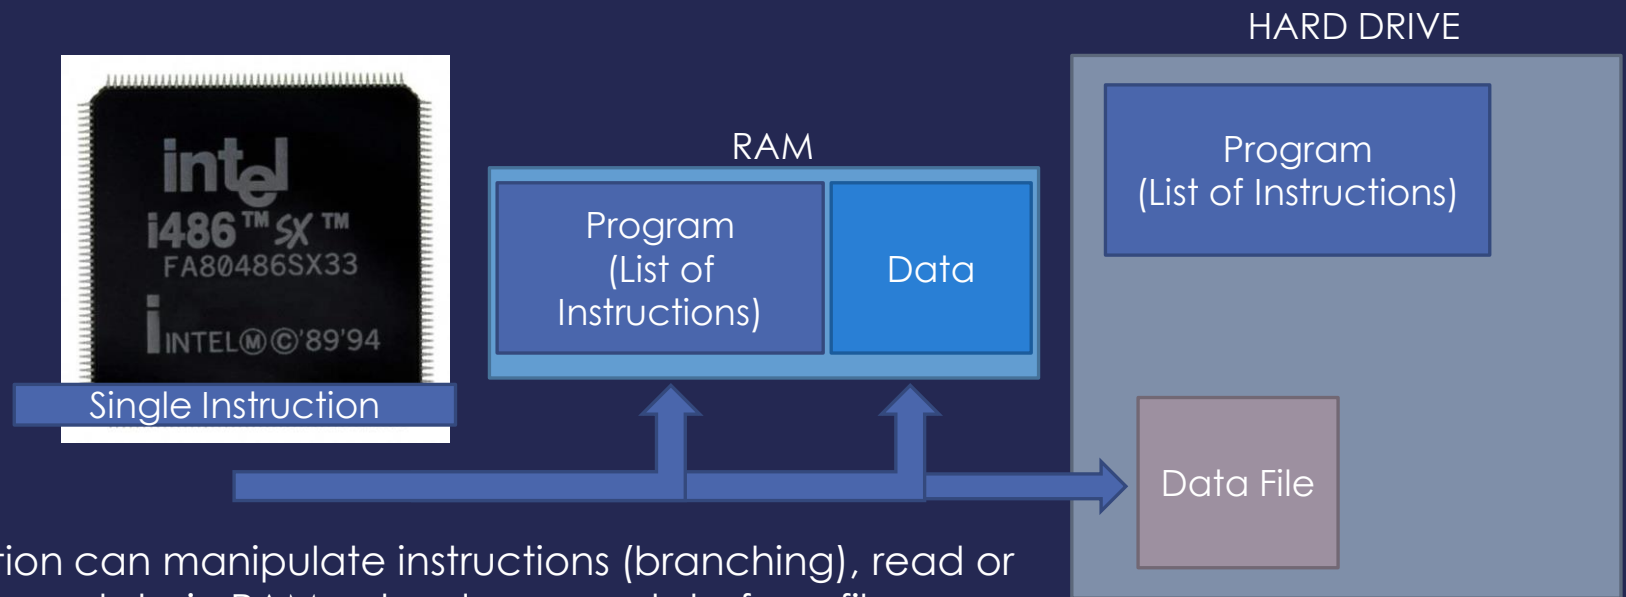 HARD DRIVE
intel
i486™ SX™
FA80486SX33
INTEL Ⓜ © '89 '94
Single Instruction
RAM
Program
(List of
Instructions)
Data
Program
(List of Instructions)
Data File
can manipulate instructions (branching), read or